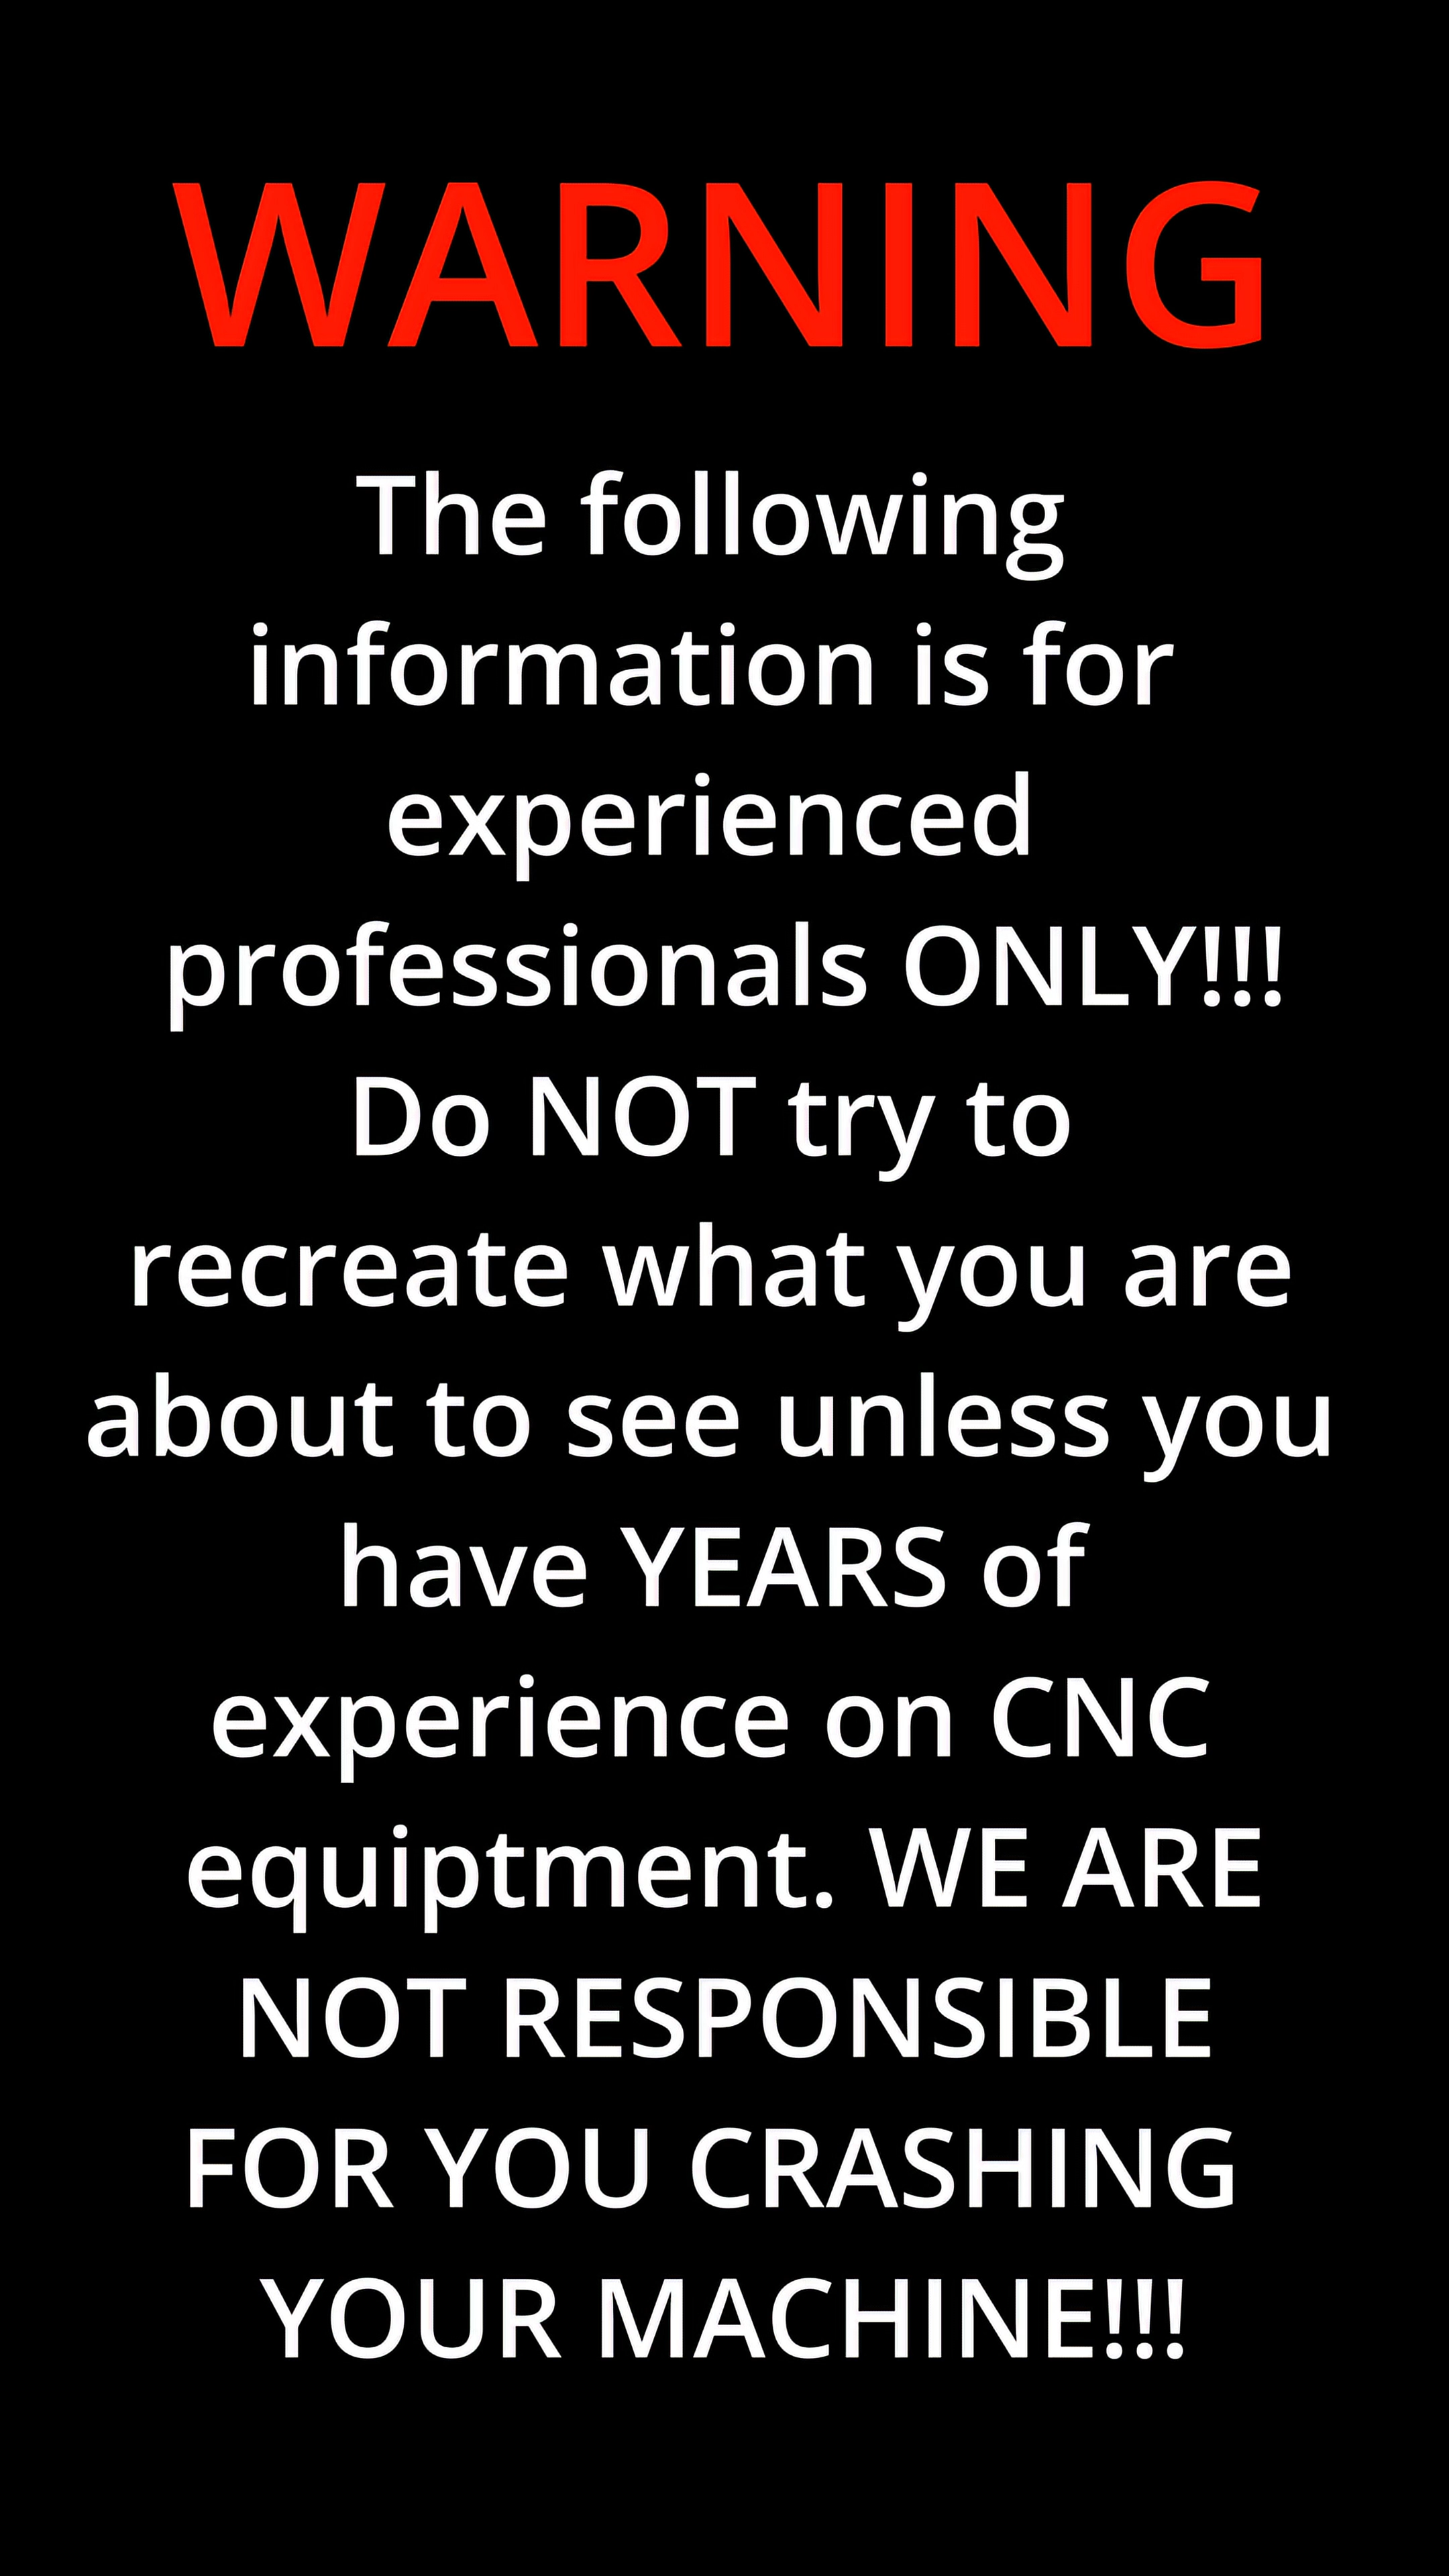 WARNING
The following
information is for
experienced
professionals ONLY!!!
Do NOT try to
recreate what you are
about to see unless you
have YEARS of
experience on CNC
equiptment. WE ARE
NOT RESPONSIBLE
FOR YOU CRASHING
YOUR MACHINE!!!